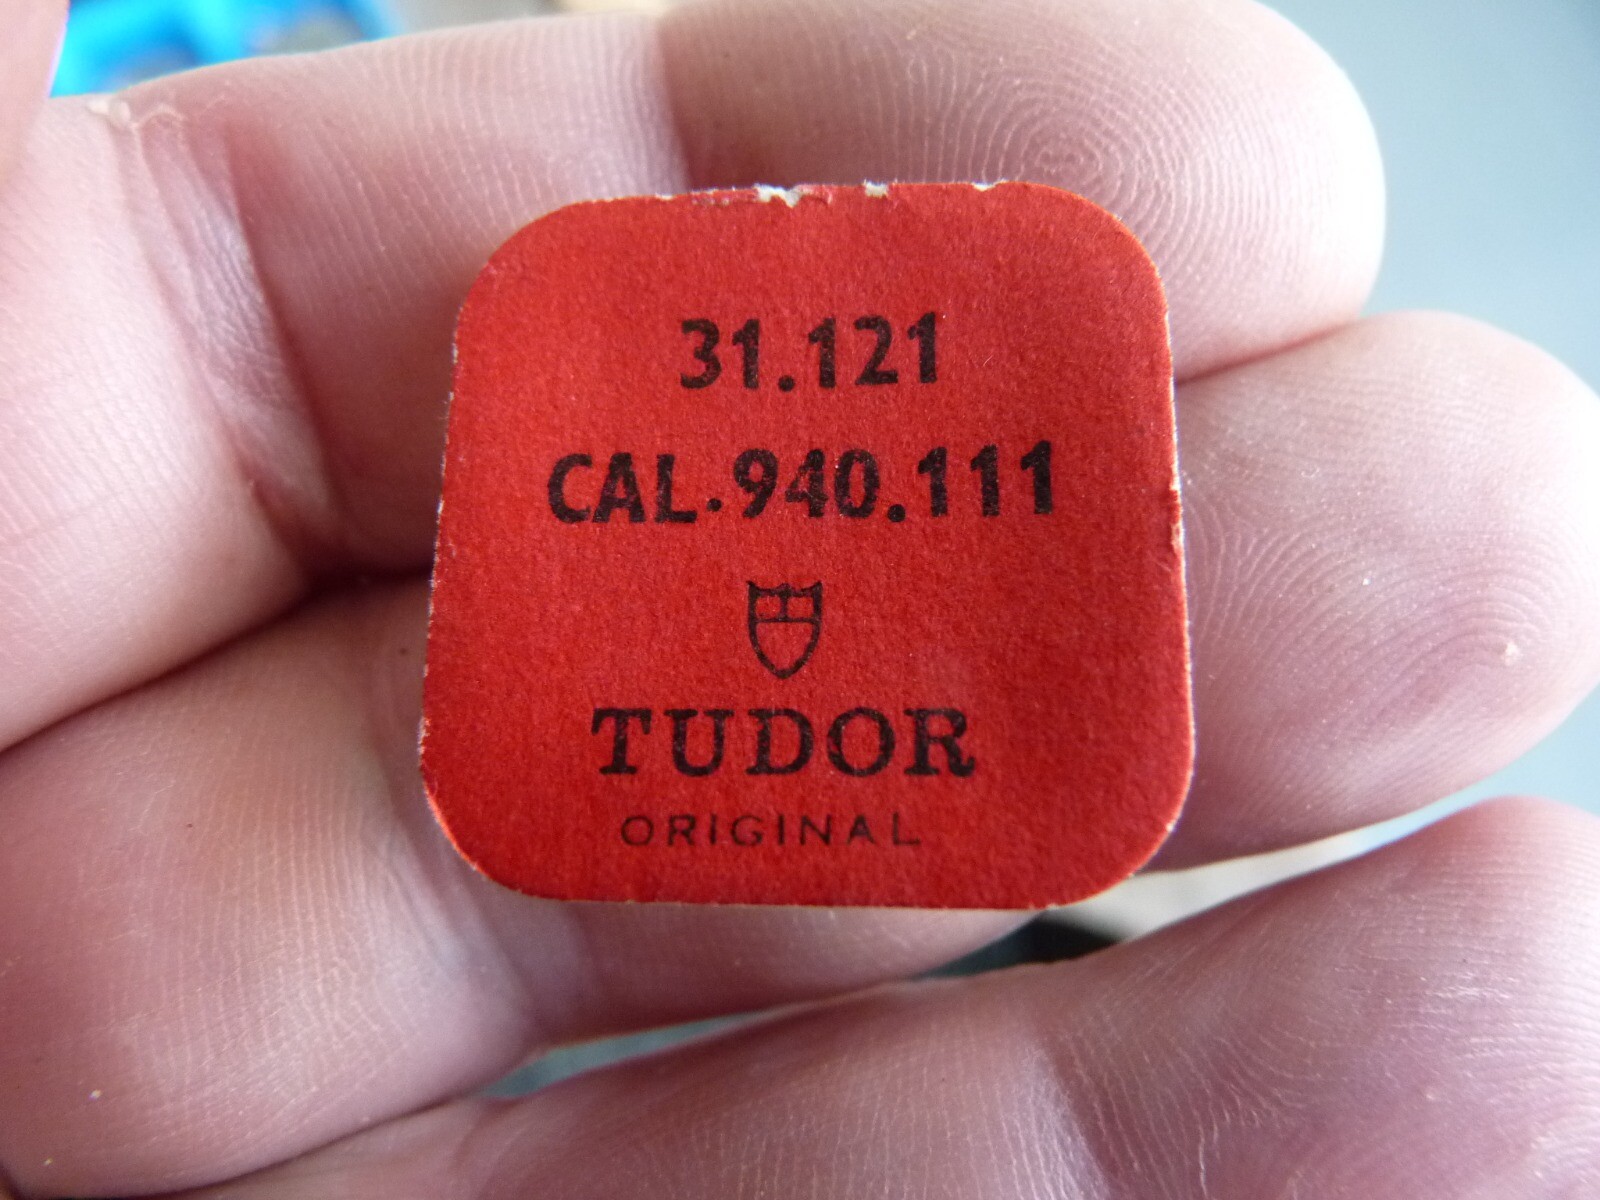 31.121
CAL.940.111
TUDOR
ORIGINAL